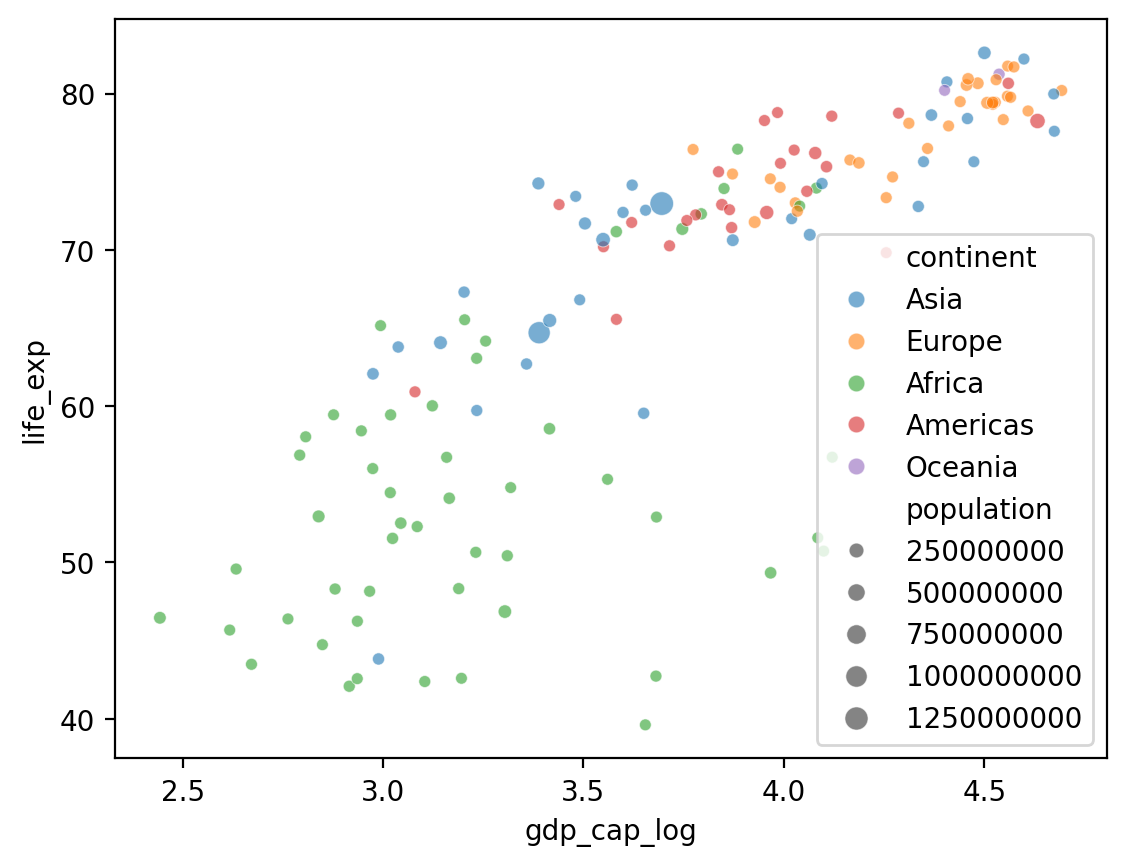 80
70
60
50
40
life_exp
2.5
3.0
3.5
4.0
4.5
gdp_cap_log
continent
Asia
Europe
Africa
Americas
Oceania
population
250000000
500000000
750000000
1000000000
1250000000